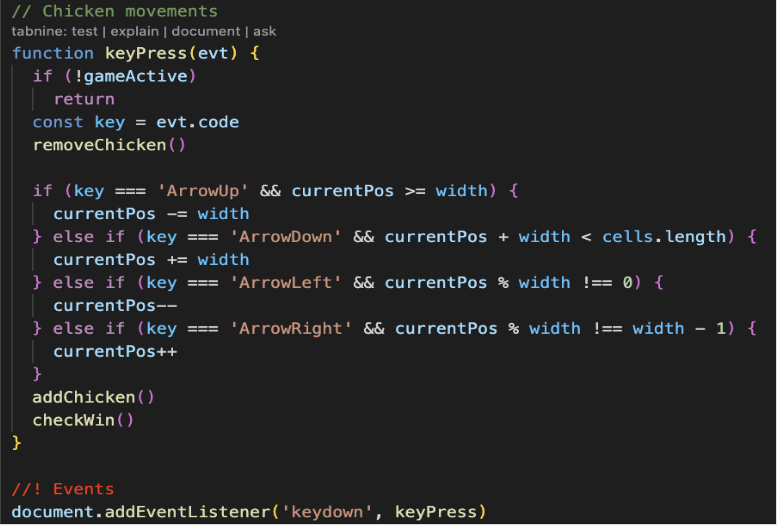 // Chicken movements
tabnine: test | explain | document | ask
function keyPress(evt) {
  if (!gameActive)
    return
  const key = evt.code
  removeChicken()

  if (key === 'ArrowUp' && currentPos >= width) {
    currentPos -= width
  } else if (key === 'ArrowDown' && currentPos + width < cells.length) {
    currentPos += width
  } else if (key === 'ArrowLeft' && currentPos % width !== 0) {
    currentPos--
  } else if (key === 'ArrowRight' && currentPos % width !== width - 1) {
    currentPos++
  }
  addChicken()
  checkWin()
}

//! Events
document.addEventListener('keydown', keyPress)